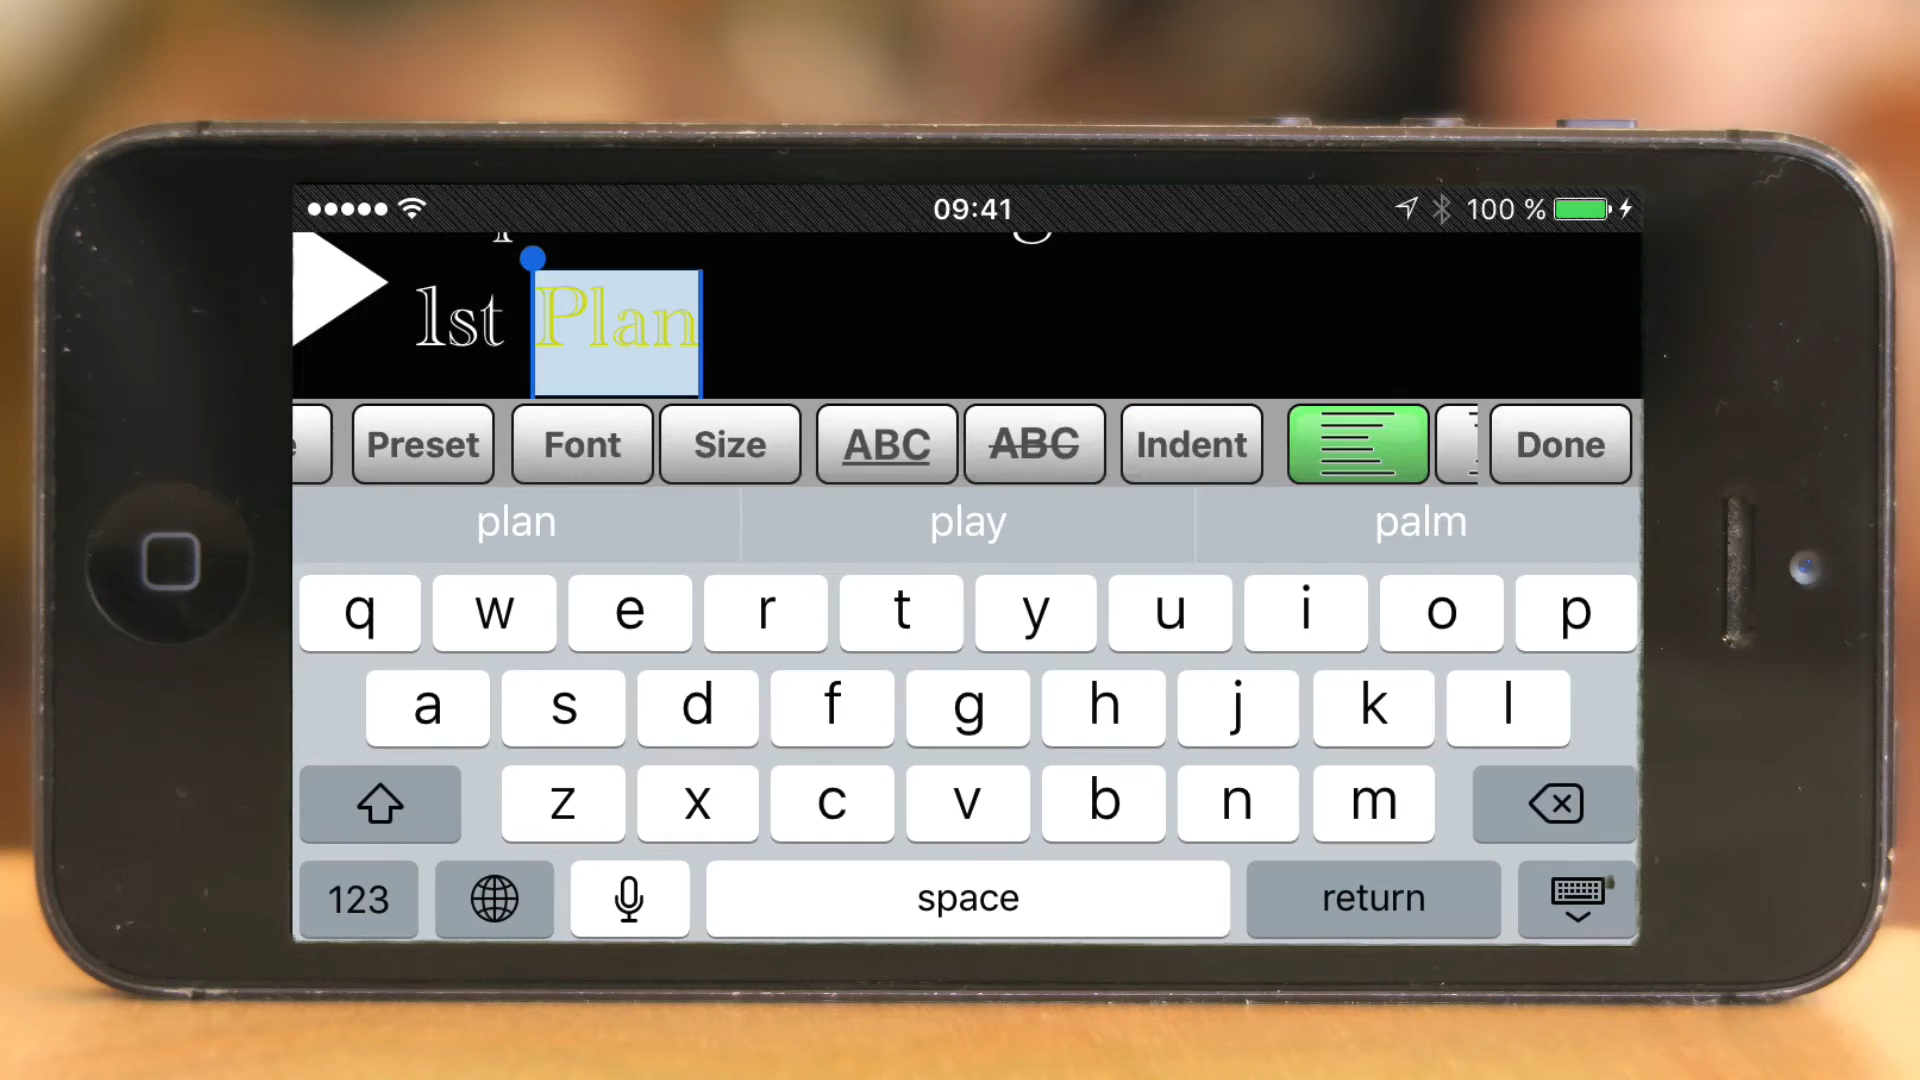 09:41
100 %
1st Plan
Preset Font Size ABC ABC Indent Done
plan play palm
q w e r t y u i o p
a s d f g h j k l
z x c v b n m
123 space return